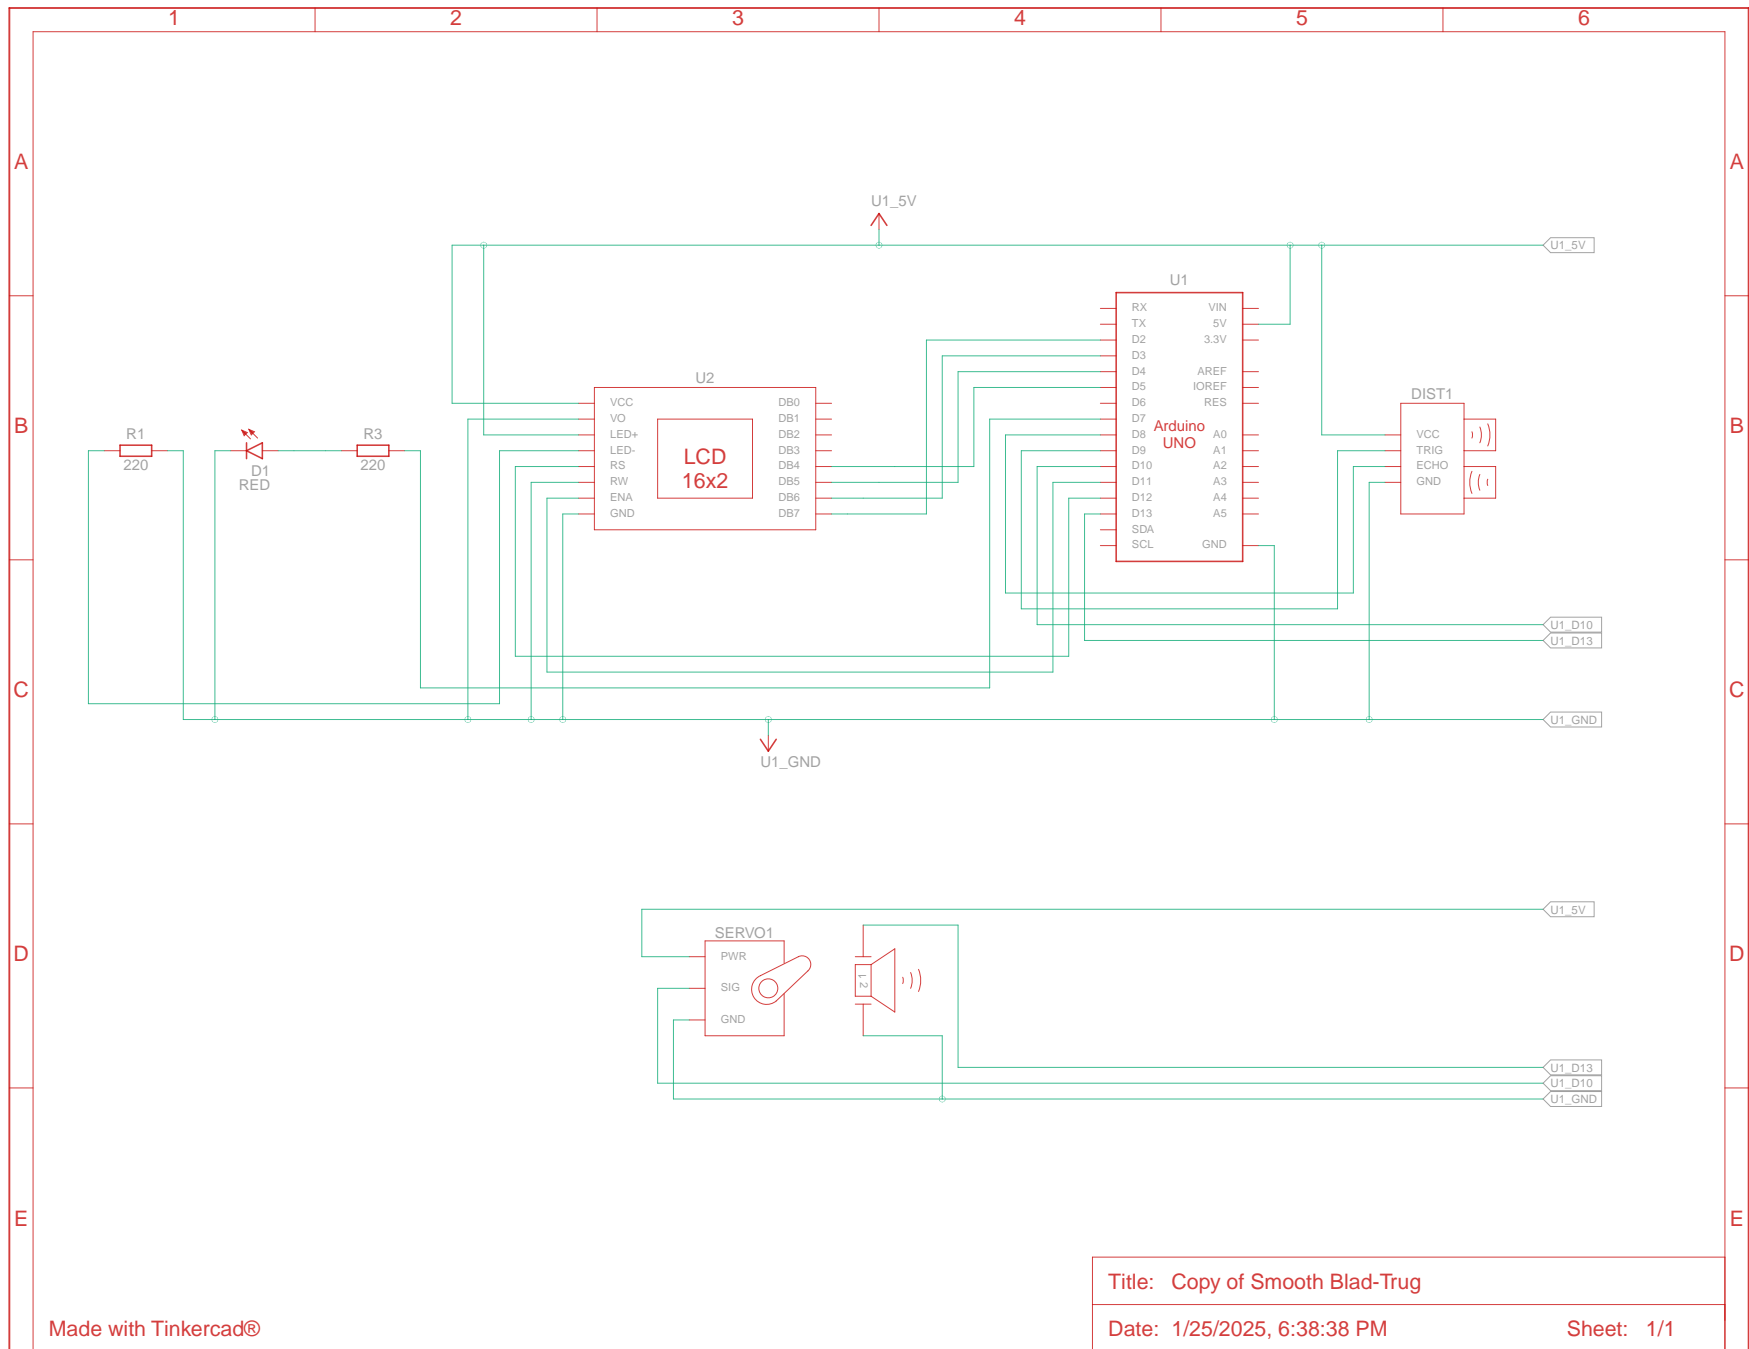 1 2 3 4 5 6
A A
U1_5V
U1_5V
U1
RX VIN
TX 5V
D2 3.3V
D3
D4 AREF
D5 IOREF
D6 RES
D7
D8 A0
D9 A1
D10 A2
D11 A3
D12 A4
D13 A5
SDA
SCL GND
Arduino
UNO
U2
VCC DB0
VO DB1
LED+ DB2
LED- DB3
RS DB4
RW DB5
ENA DB6
GND DB7
LCD
16x2
DIST1
VCC
TRIG
ECHO
GND
B B
R1
220
D1
RED
R3
220
U1_D10
U1_D13
C C
U1_GND
U1_GND
U1_5V
SERVO1
PWR
SIG
GND
1 2
D D
U1_D13
U1_D10
U1_GND
E E
Title: Copy of Smooth Blad-Trug
Made with Tinkercad®
Date: 1/25/2025, 6:38:38 PM Sheet: 1/1